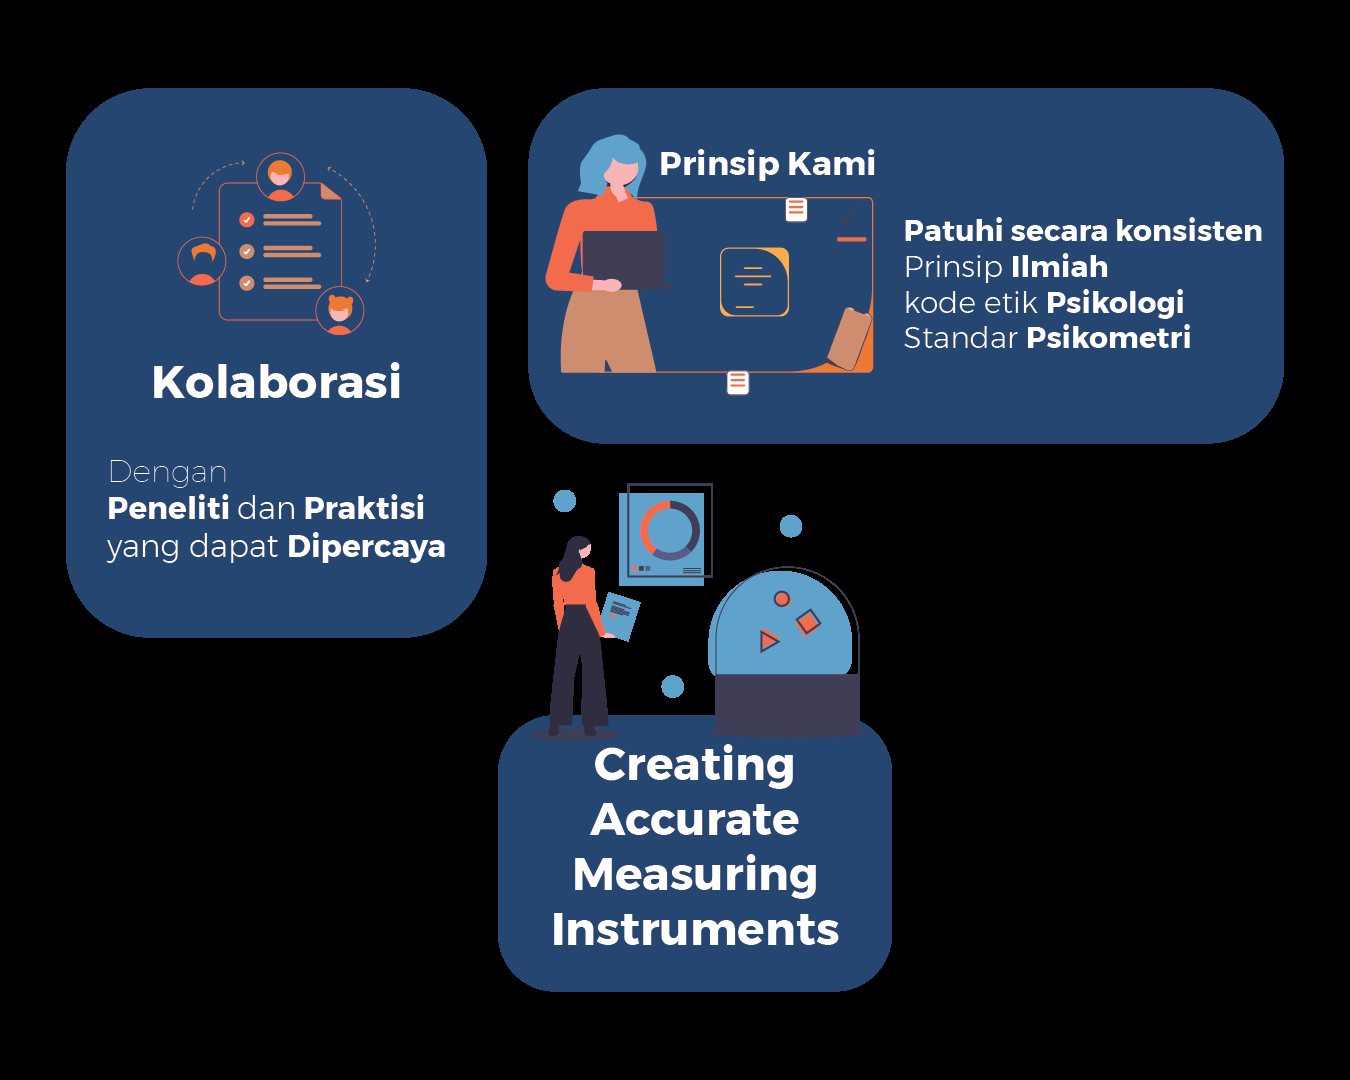 Kolaborasi
Dengan
Peneliti dan Praktisi
yang dapat Dipercaya
Prinsip Kami
Patuhi secara konsisten
Prinsip Ilmiah
kode etik Psikologi
Standar Psikometri
Creating
Accurate
Measuring
Instruments